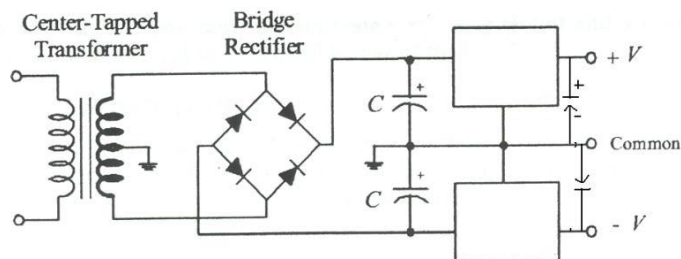 Center-Tapped
Transformer
Bridge
Rectifier
+ V
+
+
C
-
Common
+
C
- V